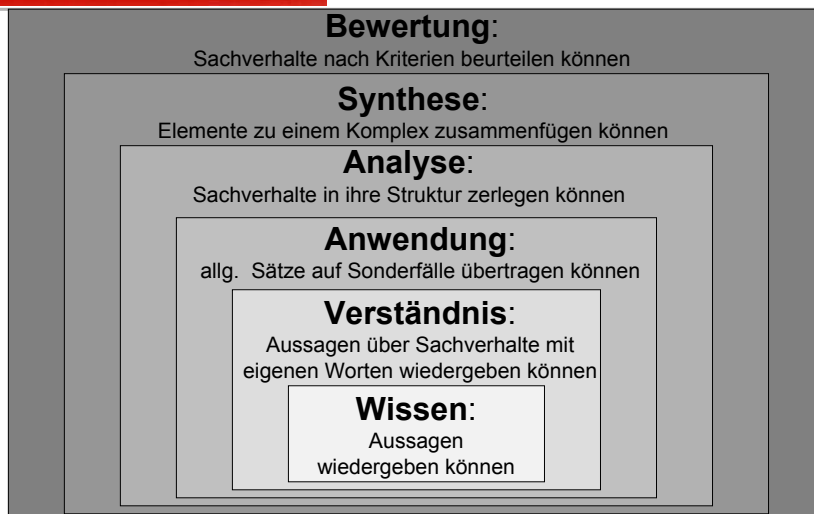 Bewertung:
Sachverhalte nach Kriterien beurteilen können
Synthese:
Elemente zu einem Komplex zusammenfügen können
Analyse:
Sachverhalte in ihre Struktur zerlegen können
Anwendung:
allg. Sätze auf Sonderfälle übertragen können
Verständnis:
Aussagen über Sachverhalte mit
eigenen Worten wiedergeben können
Wissen:
Aussagen
wiedergeben können